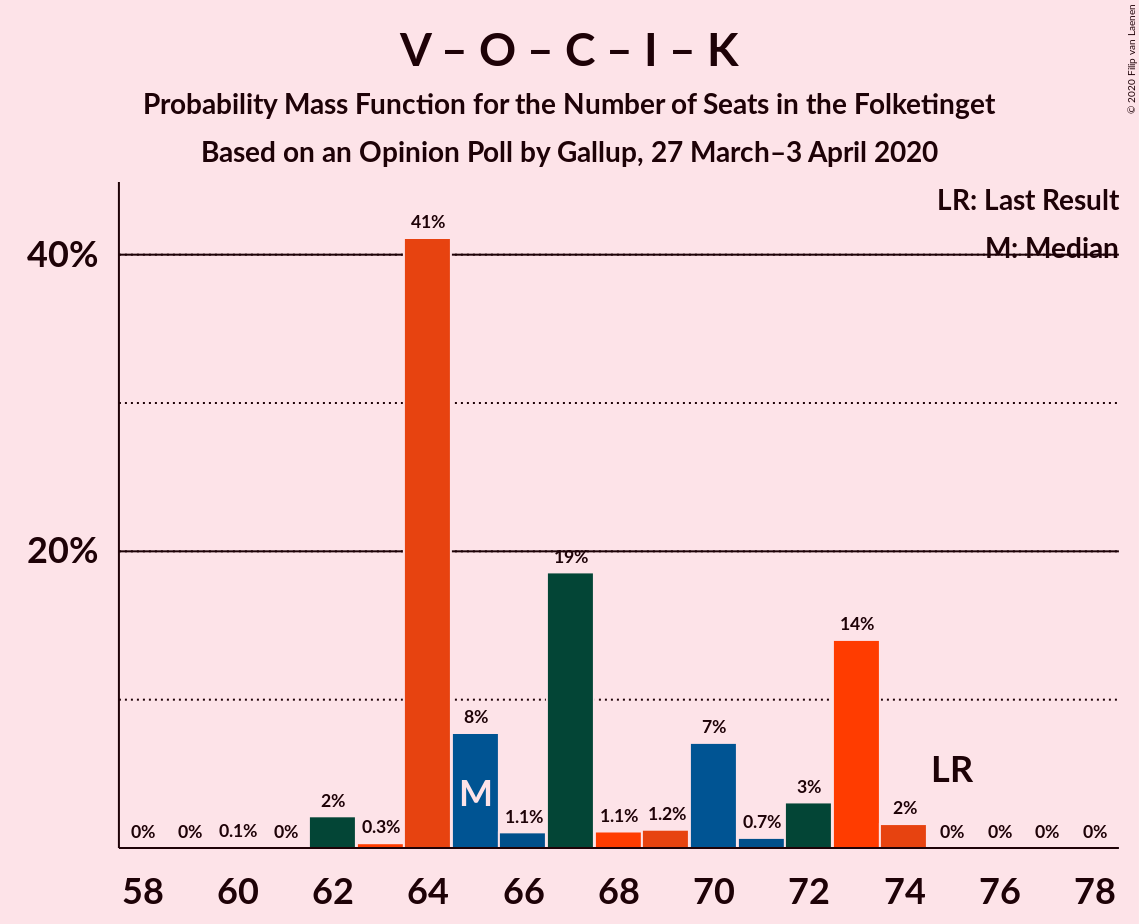 V – O – C – I – K
Probability Mass Function for the Number of Seats in the Folketinget
Based on an Opinion Poll by Gallup, 27 March–3 April 2020
© 2020 Filip van Laenen
LR: Last Result
M: Median
40%
20%
0%
0%
0.1%
0%
2%
0.3%
41%
8%
1.1%
19%
1.1%
1.2%
7%
0.7%
3%
14%
2%
0%
0%
0%
0%
M
LR
58 60 62 64 66 68 70 72 74 76 78